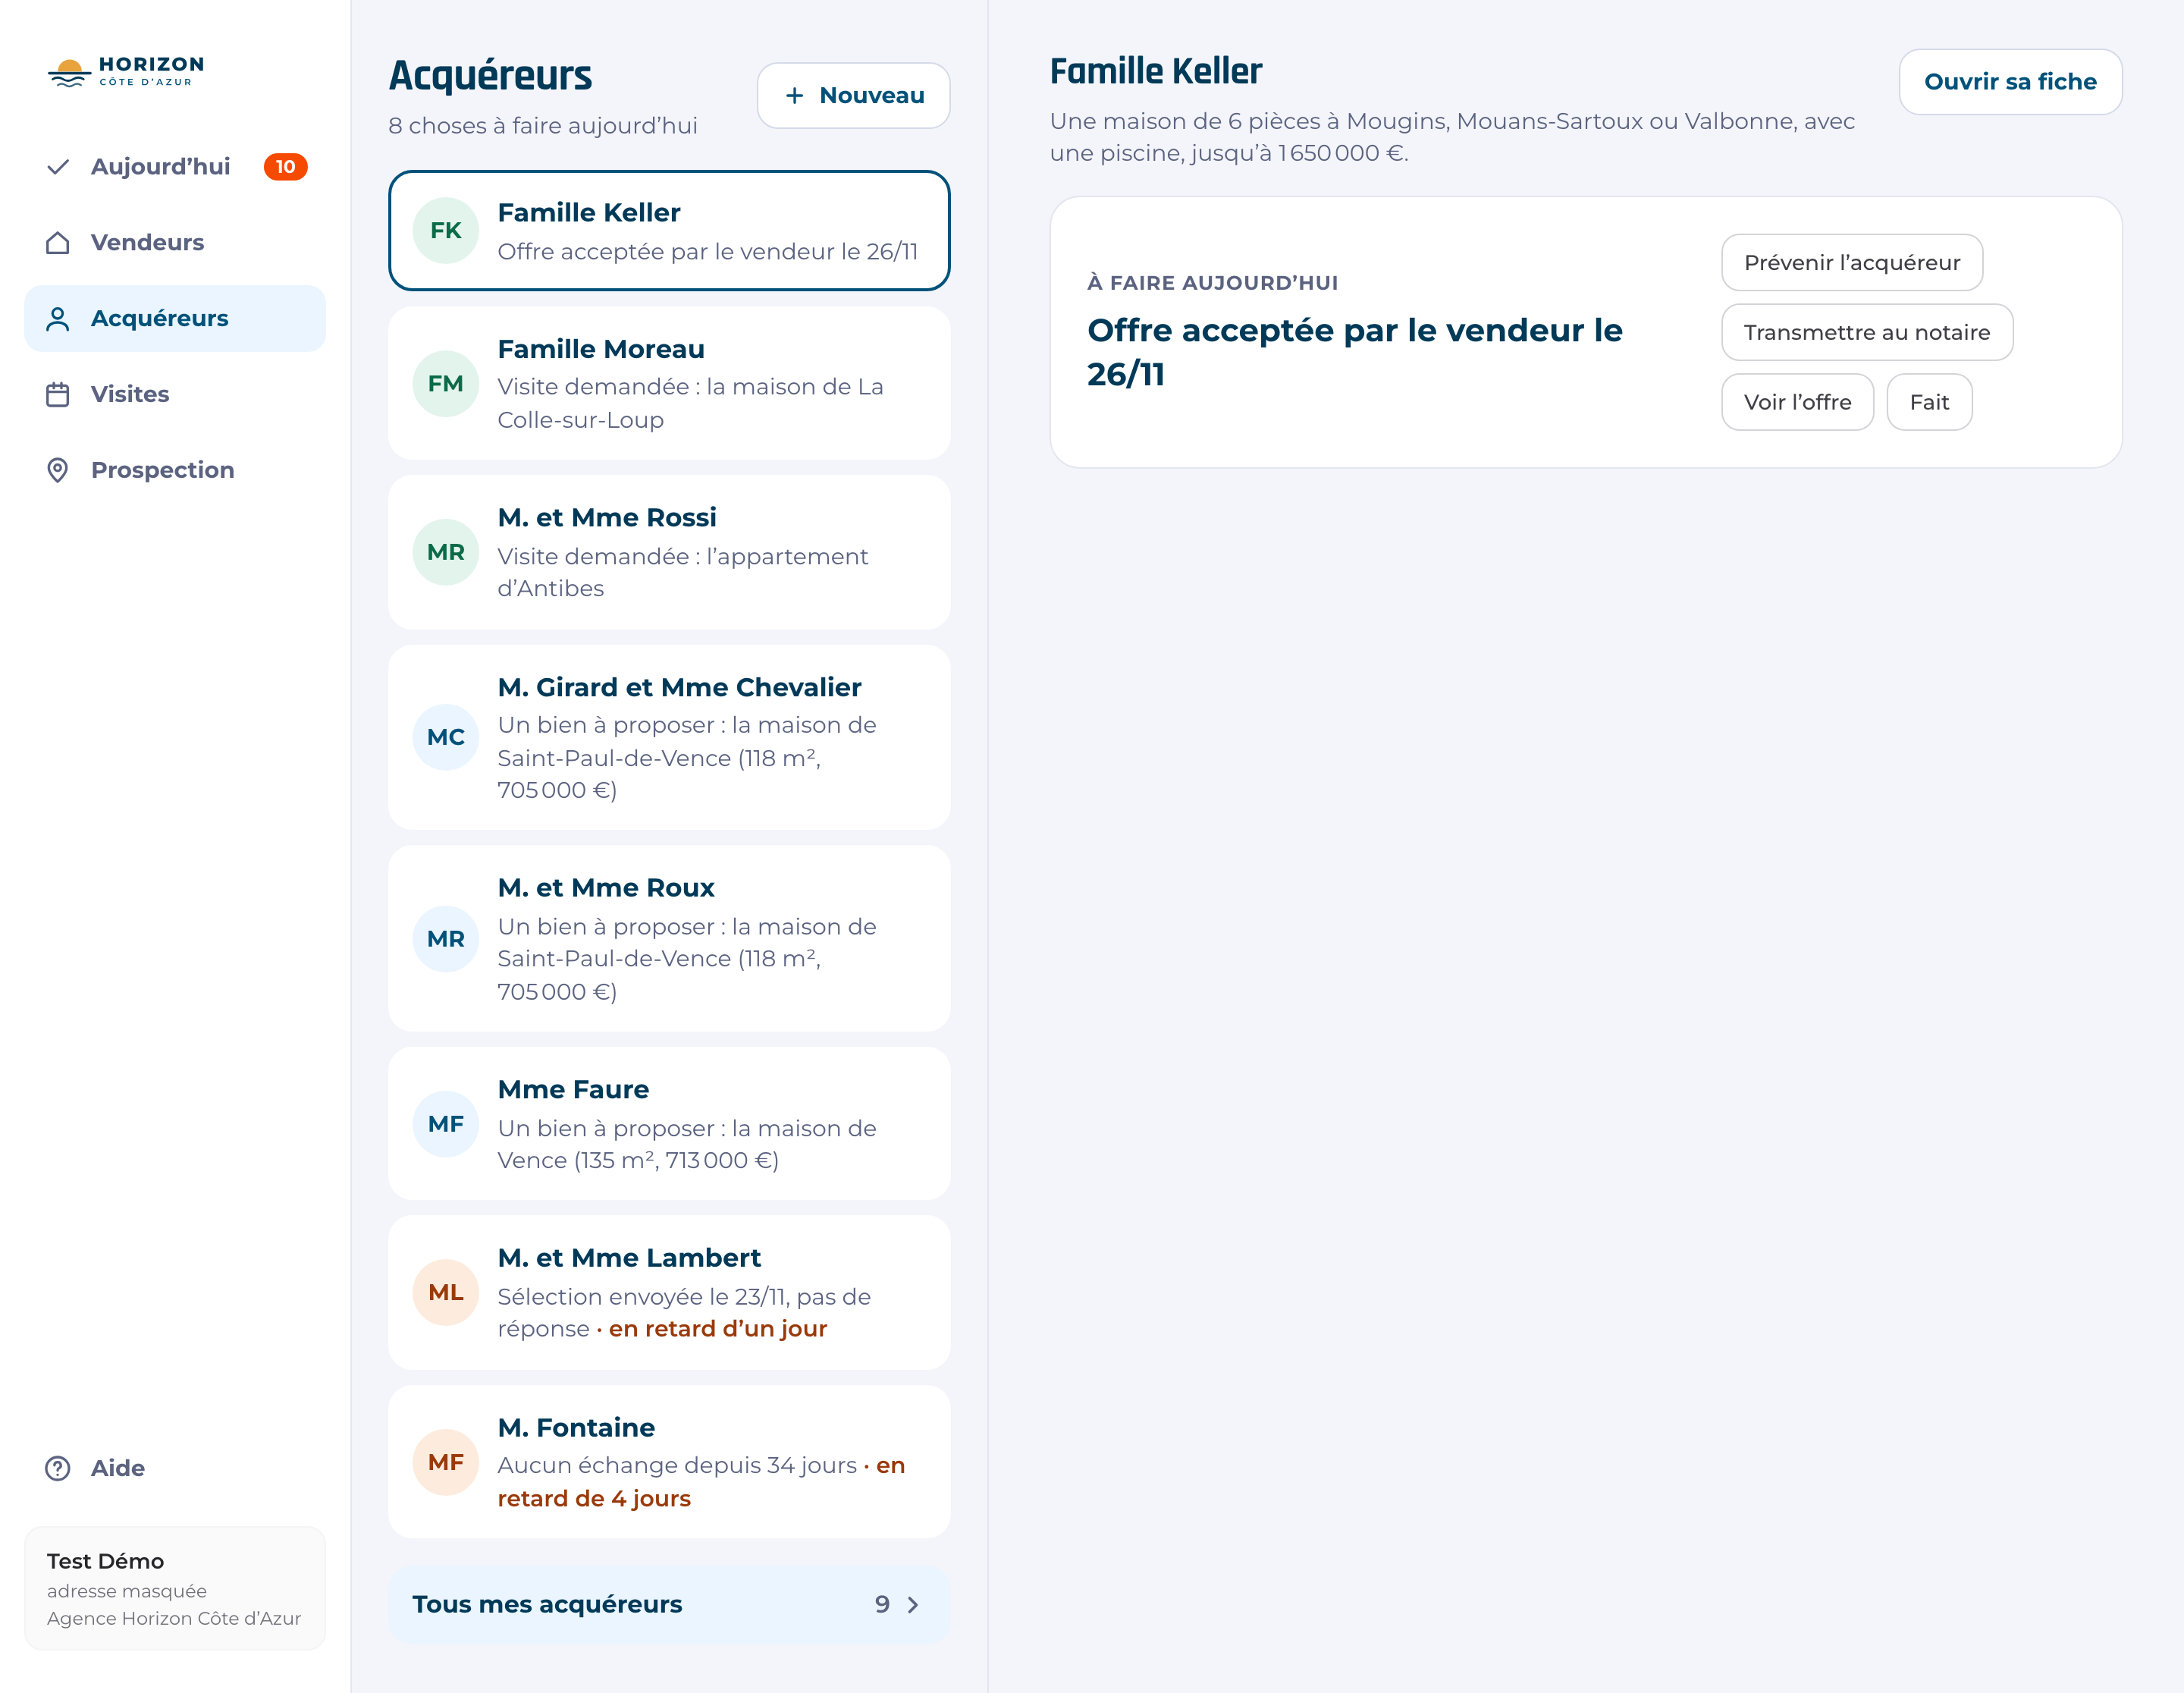 HORIZON
CÔTE D'AZUR
Aujourd’hui 10
Vendeurs
Acquéreurs
Visites
Prospection
Aide
Test Démo
adresse masquée
Agence Horizon Côte d’Azur
Acquéreurs
8 choses à faire aujourd’hui
+ Nouveau
FK
Famille Keller
Offre acceptée par le vendeur le 26/11
FM
Famille Moreau
Visite demandée : la maison de La
Colle-sur-Loup
MR
M. et Mme Rossi
Visite demandée : l’appartement
d’Antibes
MC
M. Girard et Mme Chevalier
Un bien à proposer : la maison de
Saint-Paul-de-Vence (118 m²,
705 000 €)
MR
M. et Mme Roux
Un bien à proposer : la maison de
Saint-Paul-de-Vence (118 m²,
705 000 €)
MF
Mme Faure
Un bien à proposer : la maison de
Vence (135 m², 713 000 €)
ML
M. et Mme Lambert
Sélection envoyée le 23/11, pas de
réponse · en retard d’un jour
MF
M. Fontaine
Aucun échange depuis 34 jours · en
retard de 4 jours
Tous mes acquéreurs 9
Famille Keller
Ouvrir sa fiche
Une maison de 6 pièces à Mougins, Mouans-Sartoux ou Valbonne, avec
une piscine, jusqu’à 1 650 000 €.
À FAIRE AUJOURD’HUI
Offre acceptée par le vendeur le
26/11
Prévenir l’acquéreur
Transmettre au notaire
Voir l’offre Fait